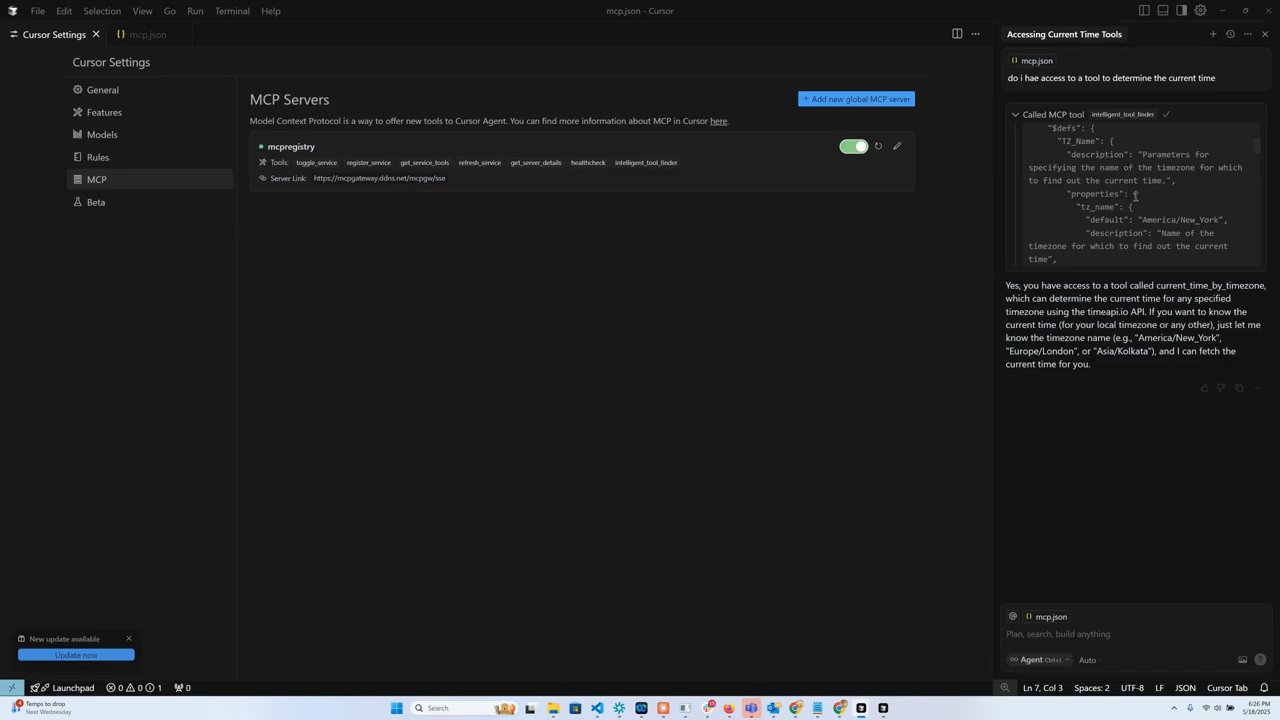 File Edit Selection View Go Run Terminal Help
mcp.json - Cursor
Cursor Settings
mcp.json
Cursor Settings
General
Features
Models
Rules
MCP
Beta
MCP Servers
+ Add new global MCP server
Model Context Protocol is a way to offer new tools to Cursor Agent. You can find more information about MCP in Cursor here.
mcpregistry
Tools: toggle_service register_service get_service_tools refresh_service get_server_details healthcheck intelligent_tool_finder
Server Link: https://mcpgateway.ddns.net/mcpgw/sse
Accessing Current Time Tools
{} mcp.json
do i hae access to a tool to determine the current time
Called MCP tool intelligent_tool_finder
"$defs": {
"TZ_Name": {
"description": "Parameters for
specifying the name of the timezone for which
to find out the current time.",
"properties": {
"tz_name": {
"default": "America/New_York",
"description": "Name of the
timezone for which to find out the current
time",
Yes, you have access to a tool called current_time_by_timezone,
which can determine the current time for any specified
timezone using the timeapi.io API. If you want to know the
current time (for your local timezone or any other), just let me
know the timezone name (e.g., "America/New_York",
"Europe/London", or "Asia/Kolkata"), and I can fetch the
current time for you.
@ {} mcp.json
Plan, search, build anything
Agent Ctrl+I Auto
New update available
Update now
Launchpad 0 0 1 0
Ln 7, Col 3 Spaces: 2 UTF-8 LF JSON Cursor Tab
4
Temps to drop
Next Wednesday
Search
6:26 PM
5/18/2025